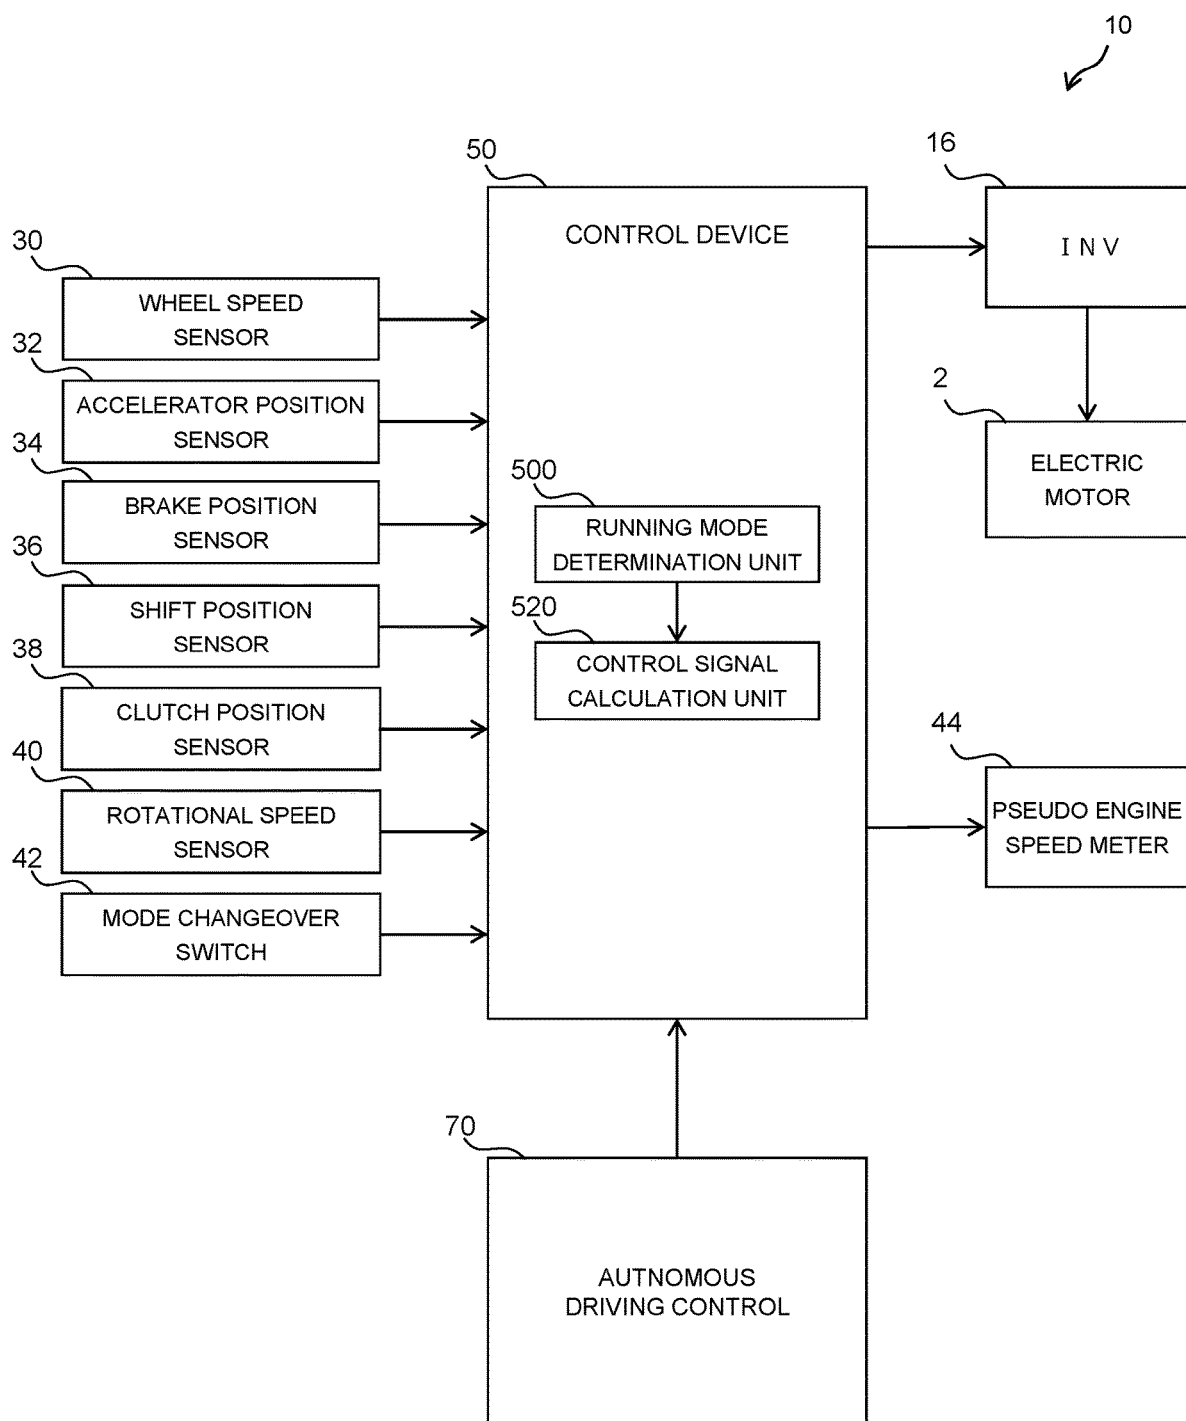 10
50
CONTROL DEVICE
16
I N V
30
WHEEL SPEED
SENSOR
32
ACCELERATOR POSITION
SENSOR
34
BRAKE POSITION
SENSOR
36
SHIFT POSITION
SENSOR
38
CLUTCH POSITION
SENSOR
40
ROTATIONAL SPEED
SENSOR
42
MODE CHANGEOVER
SWITCH
500
RUNNING MODE
DETERMINATION UNIT
520
CONTROL SIGNAL
CALCULATION UNIT
2
ELECTRIC
MOTOR
44
PSEUDO ENGINE
SPEED METER
70
AUTNOMOUS
DRIVING CONTROL